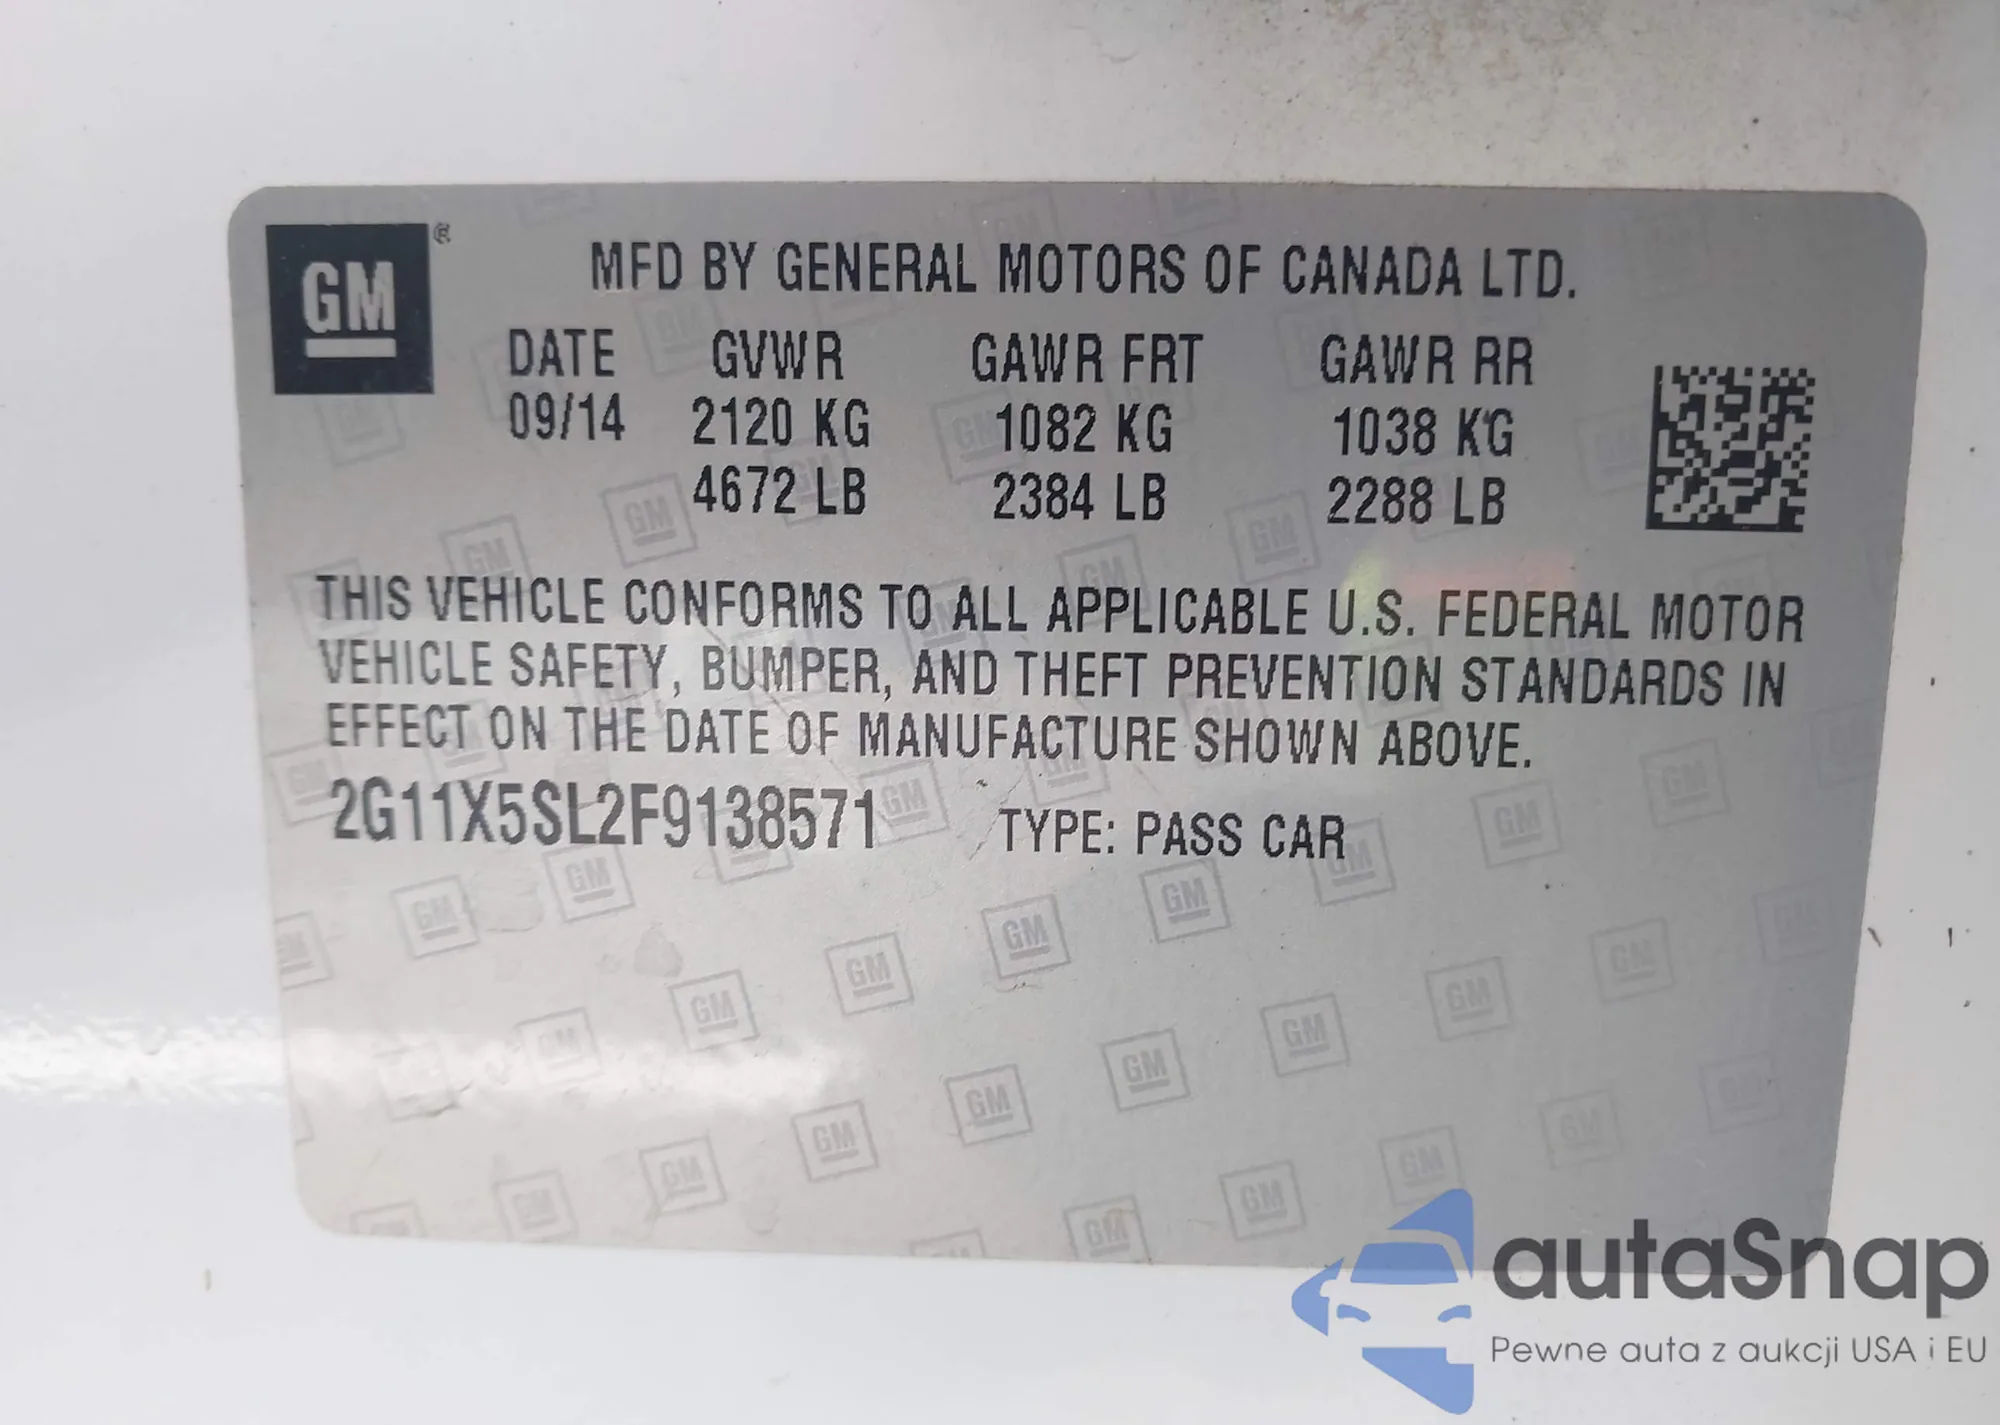 GM ®
MFD BY GENERAL MOTORS OF CANADA LTD.
DATE GVWR GAWR FRT GAWR RR
09/14 2120 KG 1082 KG 1038 KG
4672 LB 2384 LB 2288 LB
THIS VEHICLE CONFORMS TO ALL APPLICABLE U.S. FEDERAL MOTOR
VEHICLE SAFETY, BUMPER, AND THEFT PREVENTION STANDARDS IN
EFFECT ON THE DATE OF MANUFACTURE SHOWN ABOVE.
2G11X5SL2F9138571 TYPE: PASS CAR
autaSnap
Pewne auta z aukcji USA i EU